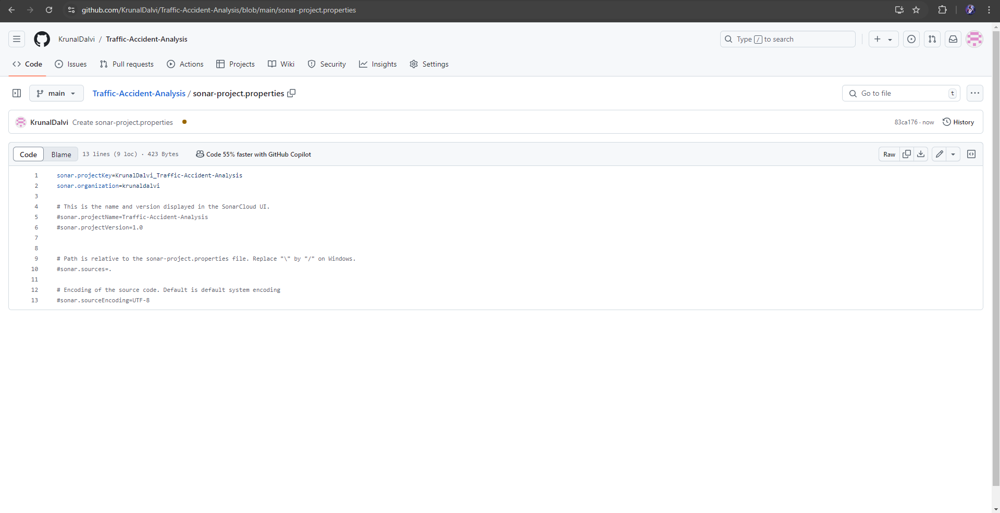 github.com/KrunalDalvi/Traffic-Accident-Analysis/blob/main/sonar-project.properties
KrunalDalvi / Traffic-Accident-Analysis
Type / to search
Code Issues Pull requests Actions Projects Wiki Security Insights Settings
main Traffic-Accident-Analysis / sonar-project.properties
Go to file t
KrunalDalvi Create sonar-project.properties 83ca176 · now History
Code Blame 13 lines (9 loc) · 423 Bytes Code 55% faster with GitHub Copilot Raw
1 sonar.projectKey=KrunalDalvi_Traffic-Accident-Analysis
2 sonar.organization=krunaldalvi
3
4 # This is the name and version displayed in the SonarCloud UI.
5 #sonar.projectName=Traffic-Accident-Analysis
6 #sonar.projectVersion=1.0
7
8
9 # Path is relative to the sonar-project.properties file. Replace "\" by "/" on Windows.
10 #sonar.sources=.
11
12 # Encoding of the source code. Default is default system encoding
13 #sonar.sourceEncoding=UTF-8